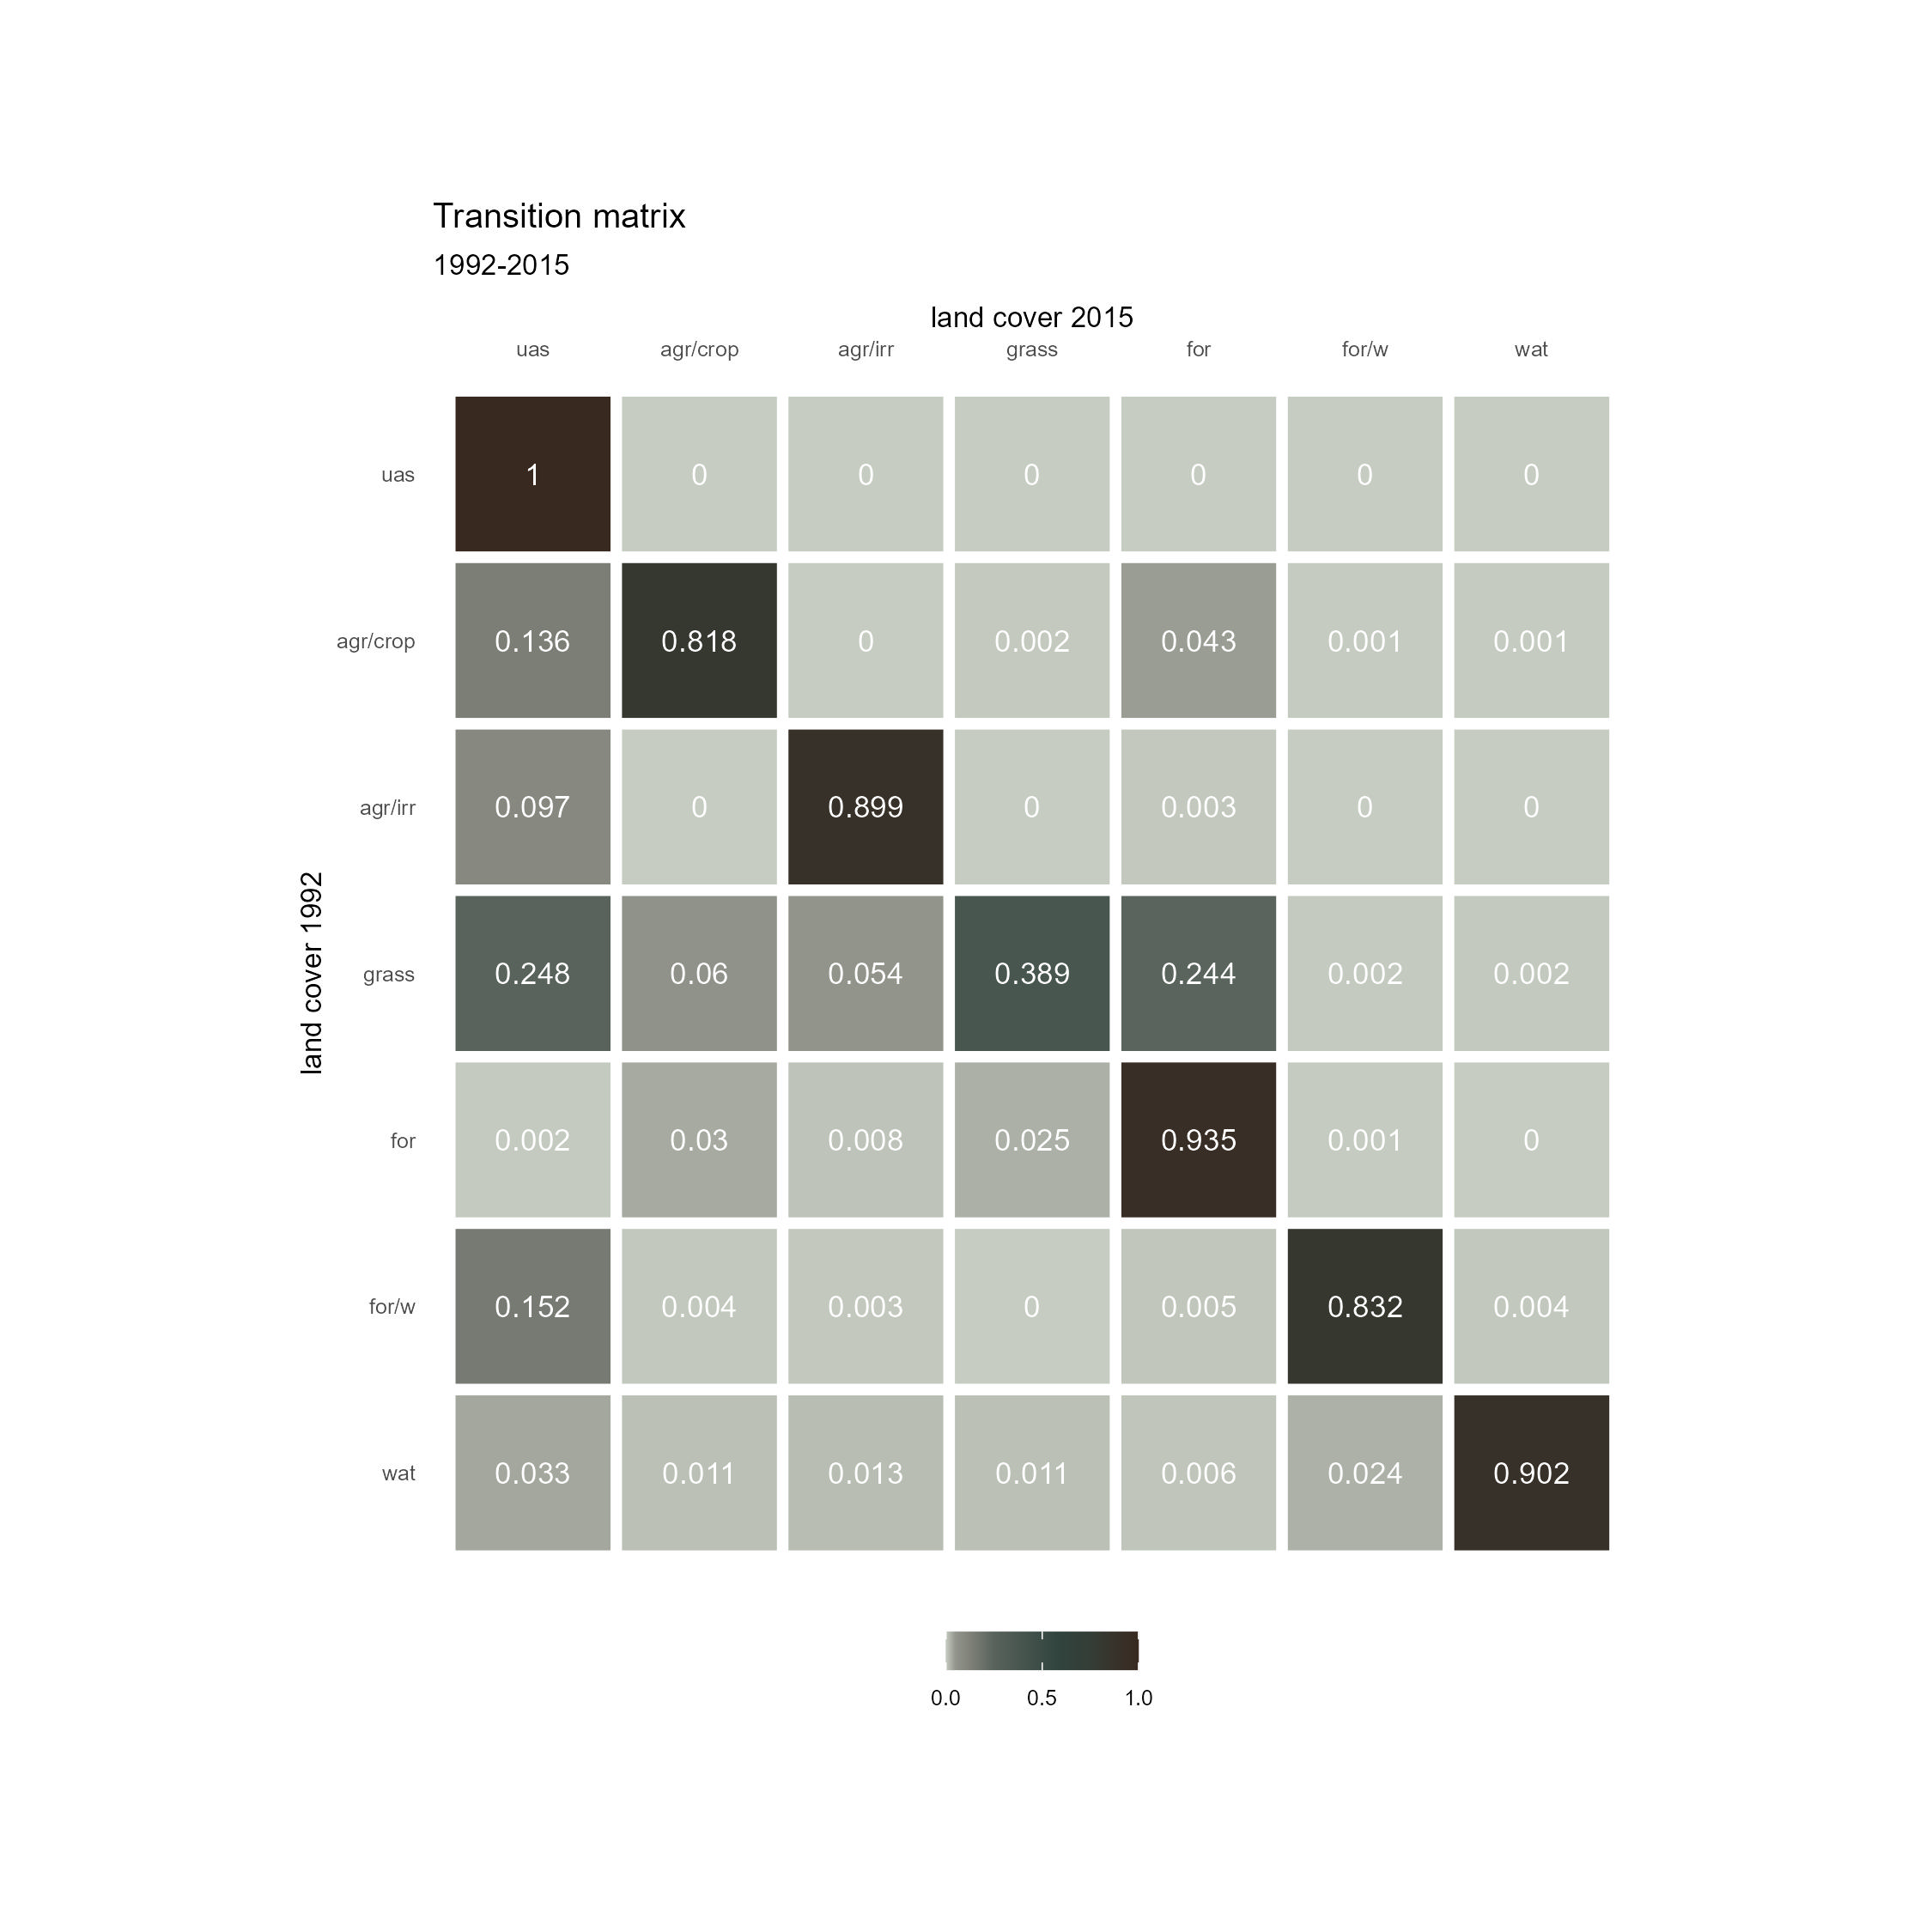 Transition matrix
1992-2015
land cover 2015
uas agr/crop agr/irr grass for for/w wat
land cover 1992
uas 1 0 0 0 0 0 0
agr/crop 0.136 0.818 0 0.002 0.043 0.001 0.001
agr/irr 0.097 0 0.899 0 0.003 0 0
grass 0.248 0.06 0.054 0.389 0.244 0.002 0.002
for 0.002 0.03 0.008 0.025 0.935 0.001 0
for/w 0.152 0.004 0.003 0 0.005 0.832 0.004
wat 0.033 0.011 0.013 0.011 0.006 0.024 0.902
0.0 0.5 1.0